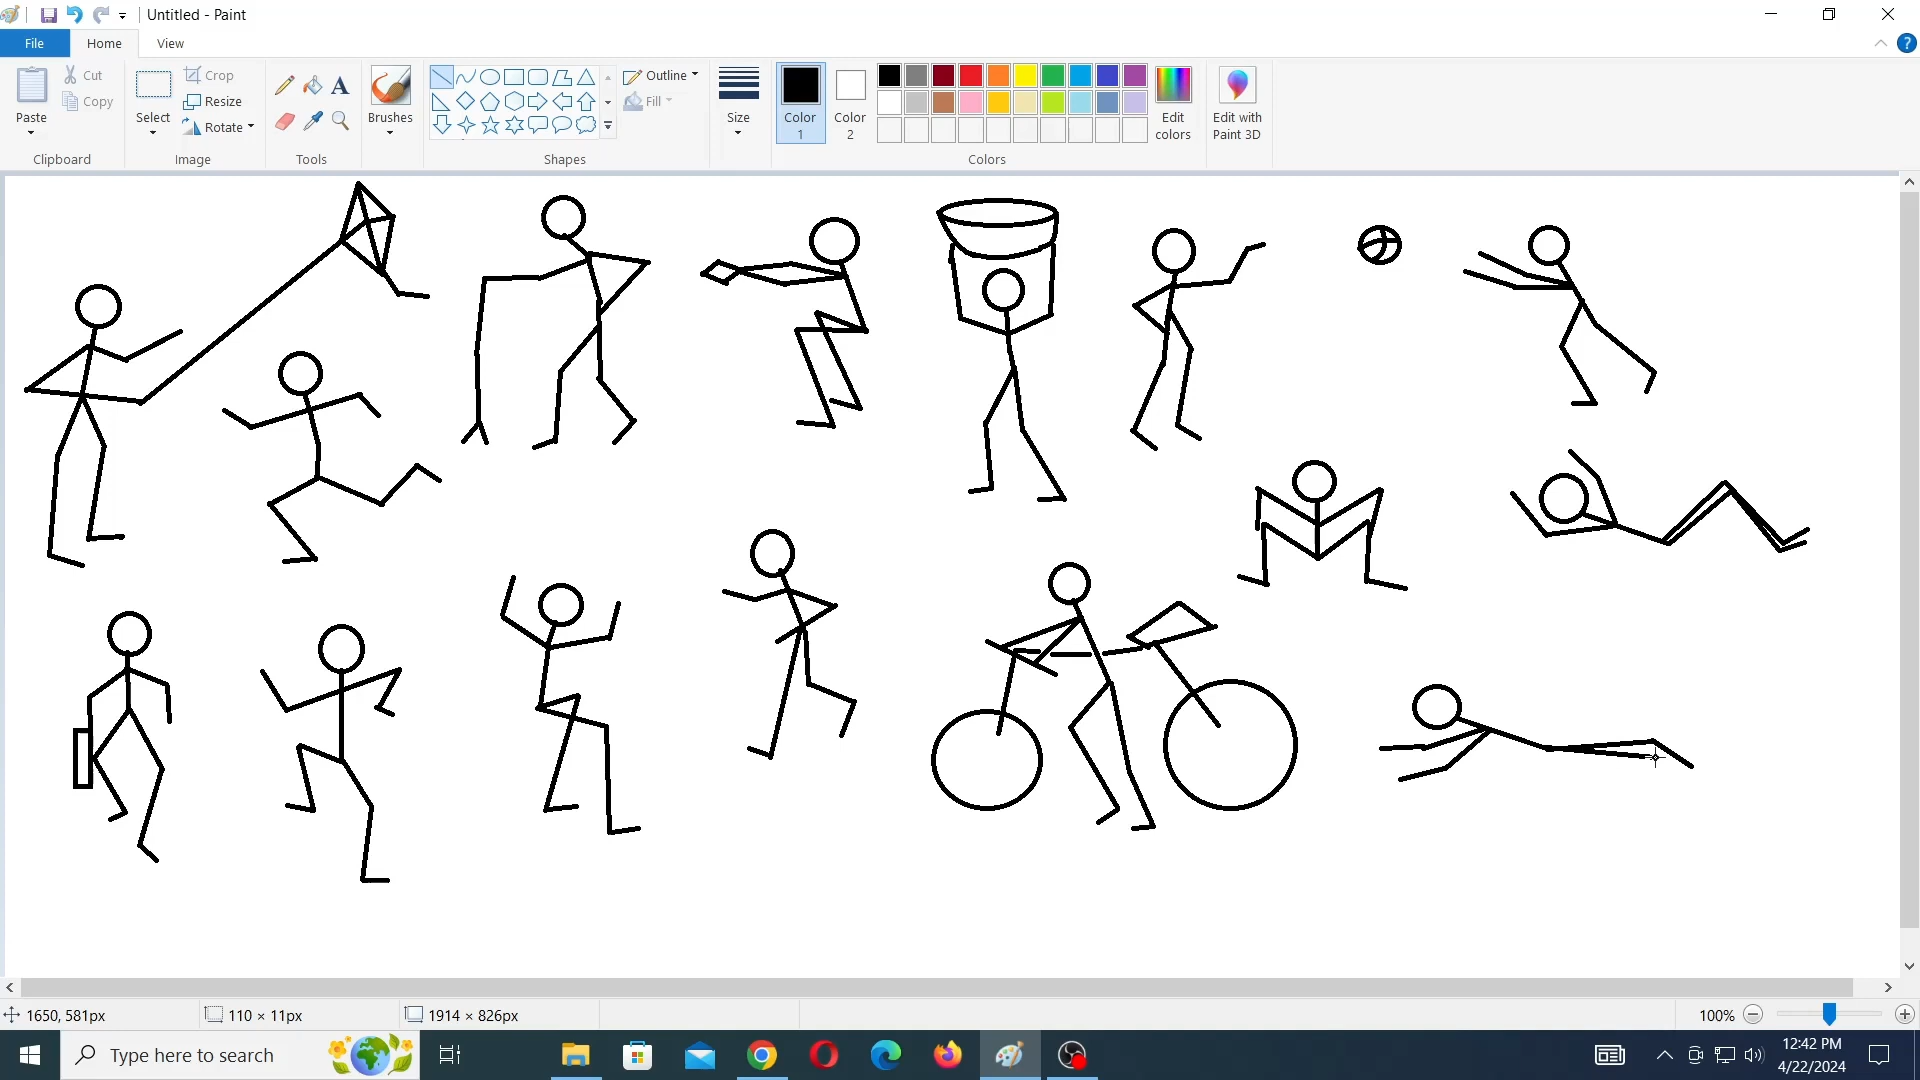 Untitled - Paint
File
Home
View
Paste
Cut
Copy
Clipboard
Select
Crop
Resize
Rotate
Image
Tools
Brushes
Shapes
Outline
Fill
Size
Color 1
Color 2
Edit colors
Edit with Paint 3D
Colors
1650, 581px
110 × 11px
1914 × 826px
100%
Type here to search
12:42 PM
4/22/2024